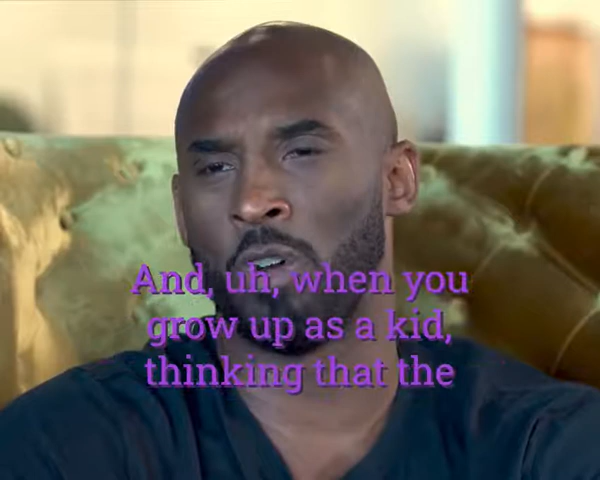 And, uh, when you
grow up as a kid,
thinking that the